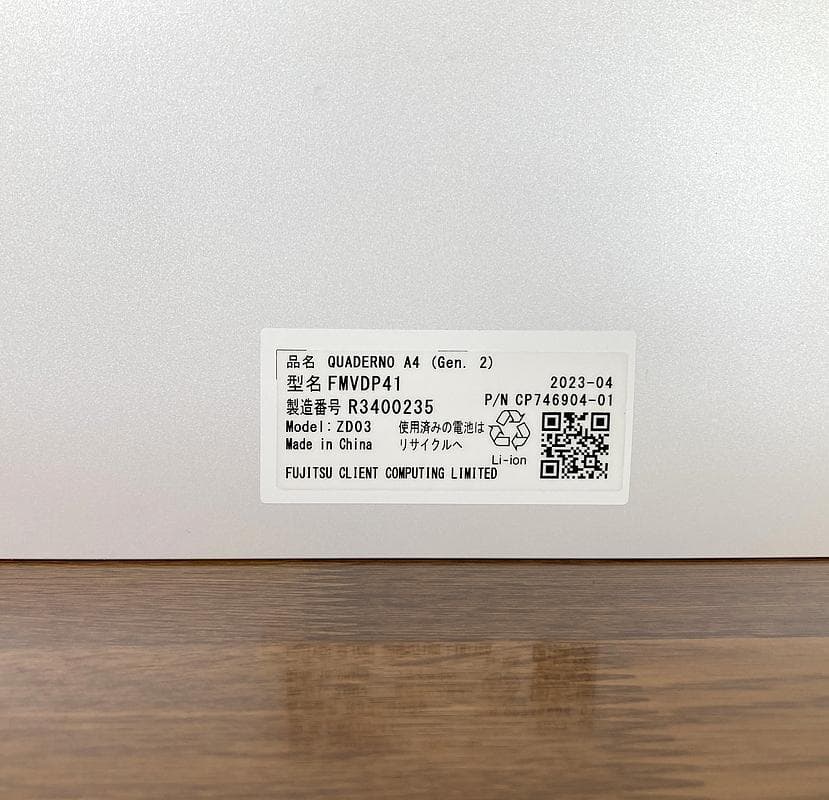 品名 QUADERNO A4 (Gen. 2)
型名 FMVDP41
2023-04
製造番号 R3400235
P/N CP746904-01
Model: ZD03
Made in China
使用済みの電池は
リサイクルへ
Li-ion
FUJITSU CLIENT COMPUTING LIMITED